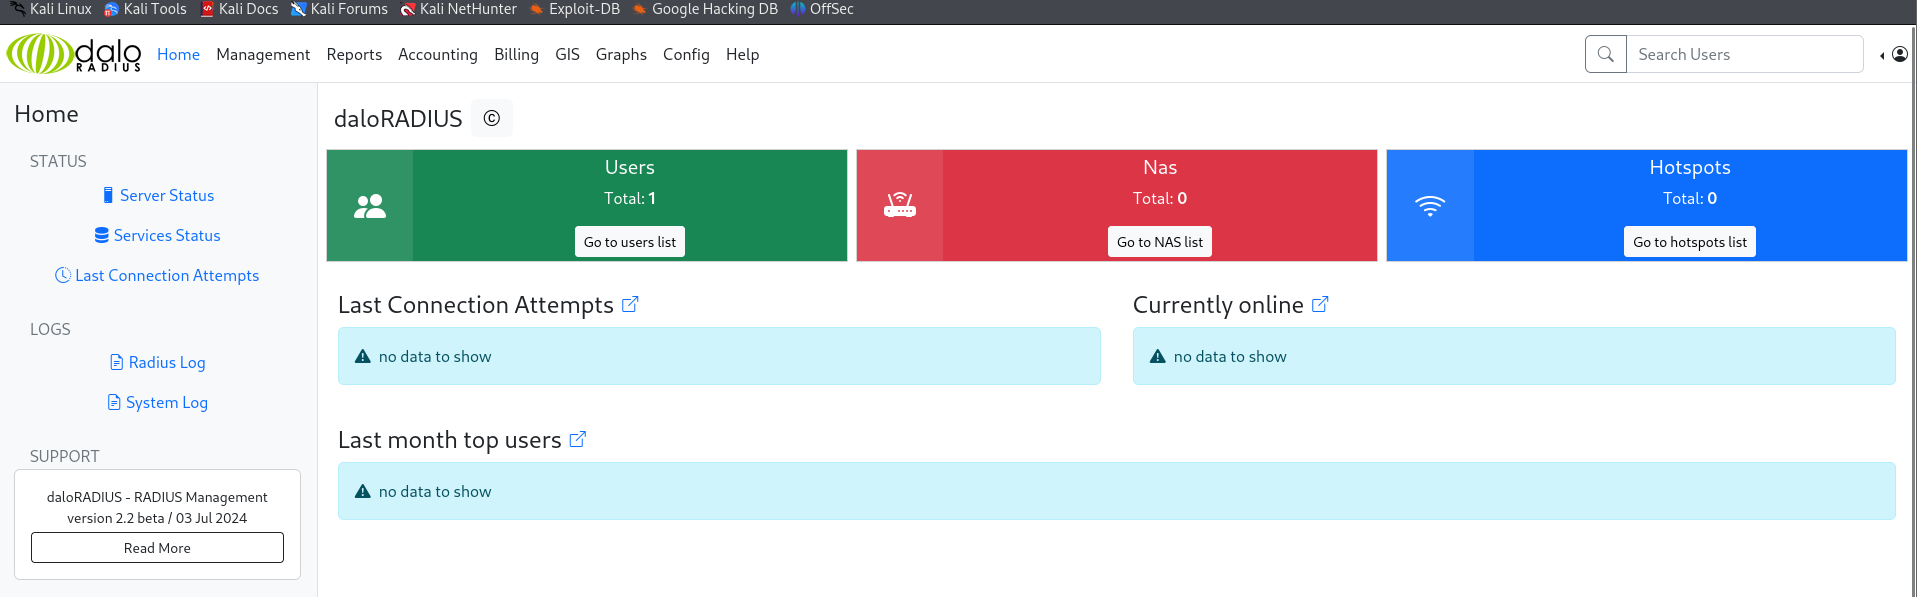 Kali Linux Kali Tools Kali Docs Kali Forums Kali NetHunter Exploit-DB Google Hacking DB OffSec
dalo RADIUS Home Management Reports Accounting Billing GIS Graphs Config Help Search Users
Home
STATUS
Server Status
Services Status
Last Connection Attempts
LOGS
Radius Log
System Log
SUPPORT
daloRADIUS - RADIUS Management
version 2.2 beta / 03 Jul 2024
Read More
daloRADIUS ©
Users
Total: 1
Go to users list
Nas
Total: 0
Go to NAS list
Hotspots
Total: 0
Go to hotspots list
Last Connection Attempts
no data to show
Currently online
no data to show
Last month top users
no data to show